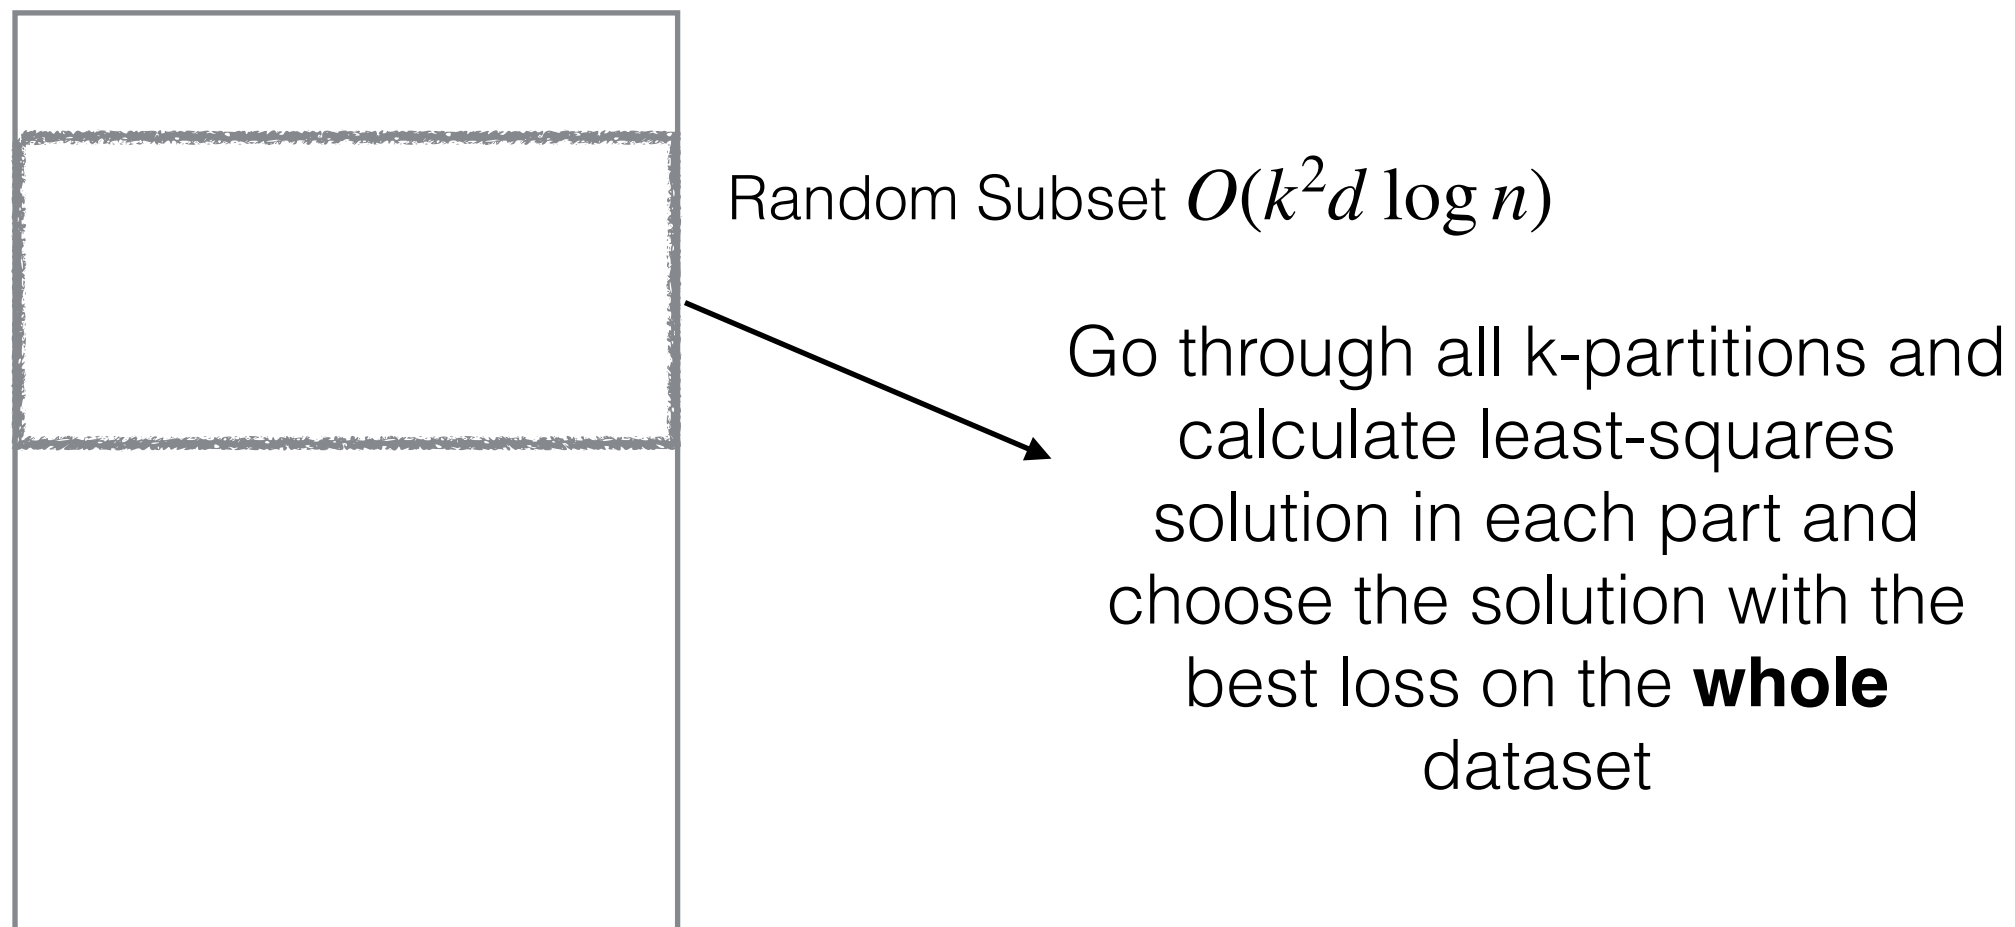 Random Subset O(k²d log n)
Go through all k-partitions and
calculate least-squares
solution in each part and
choose the solution with the
best loss on the whole
dataset